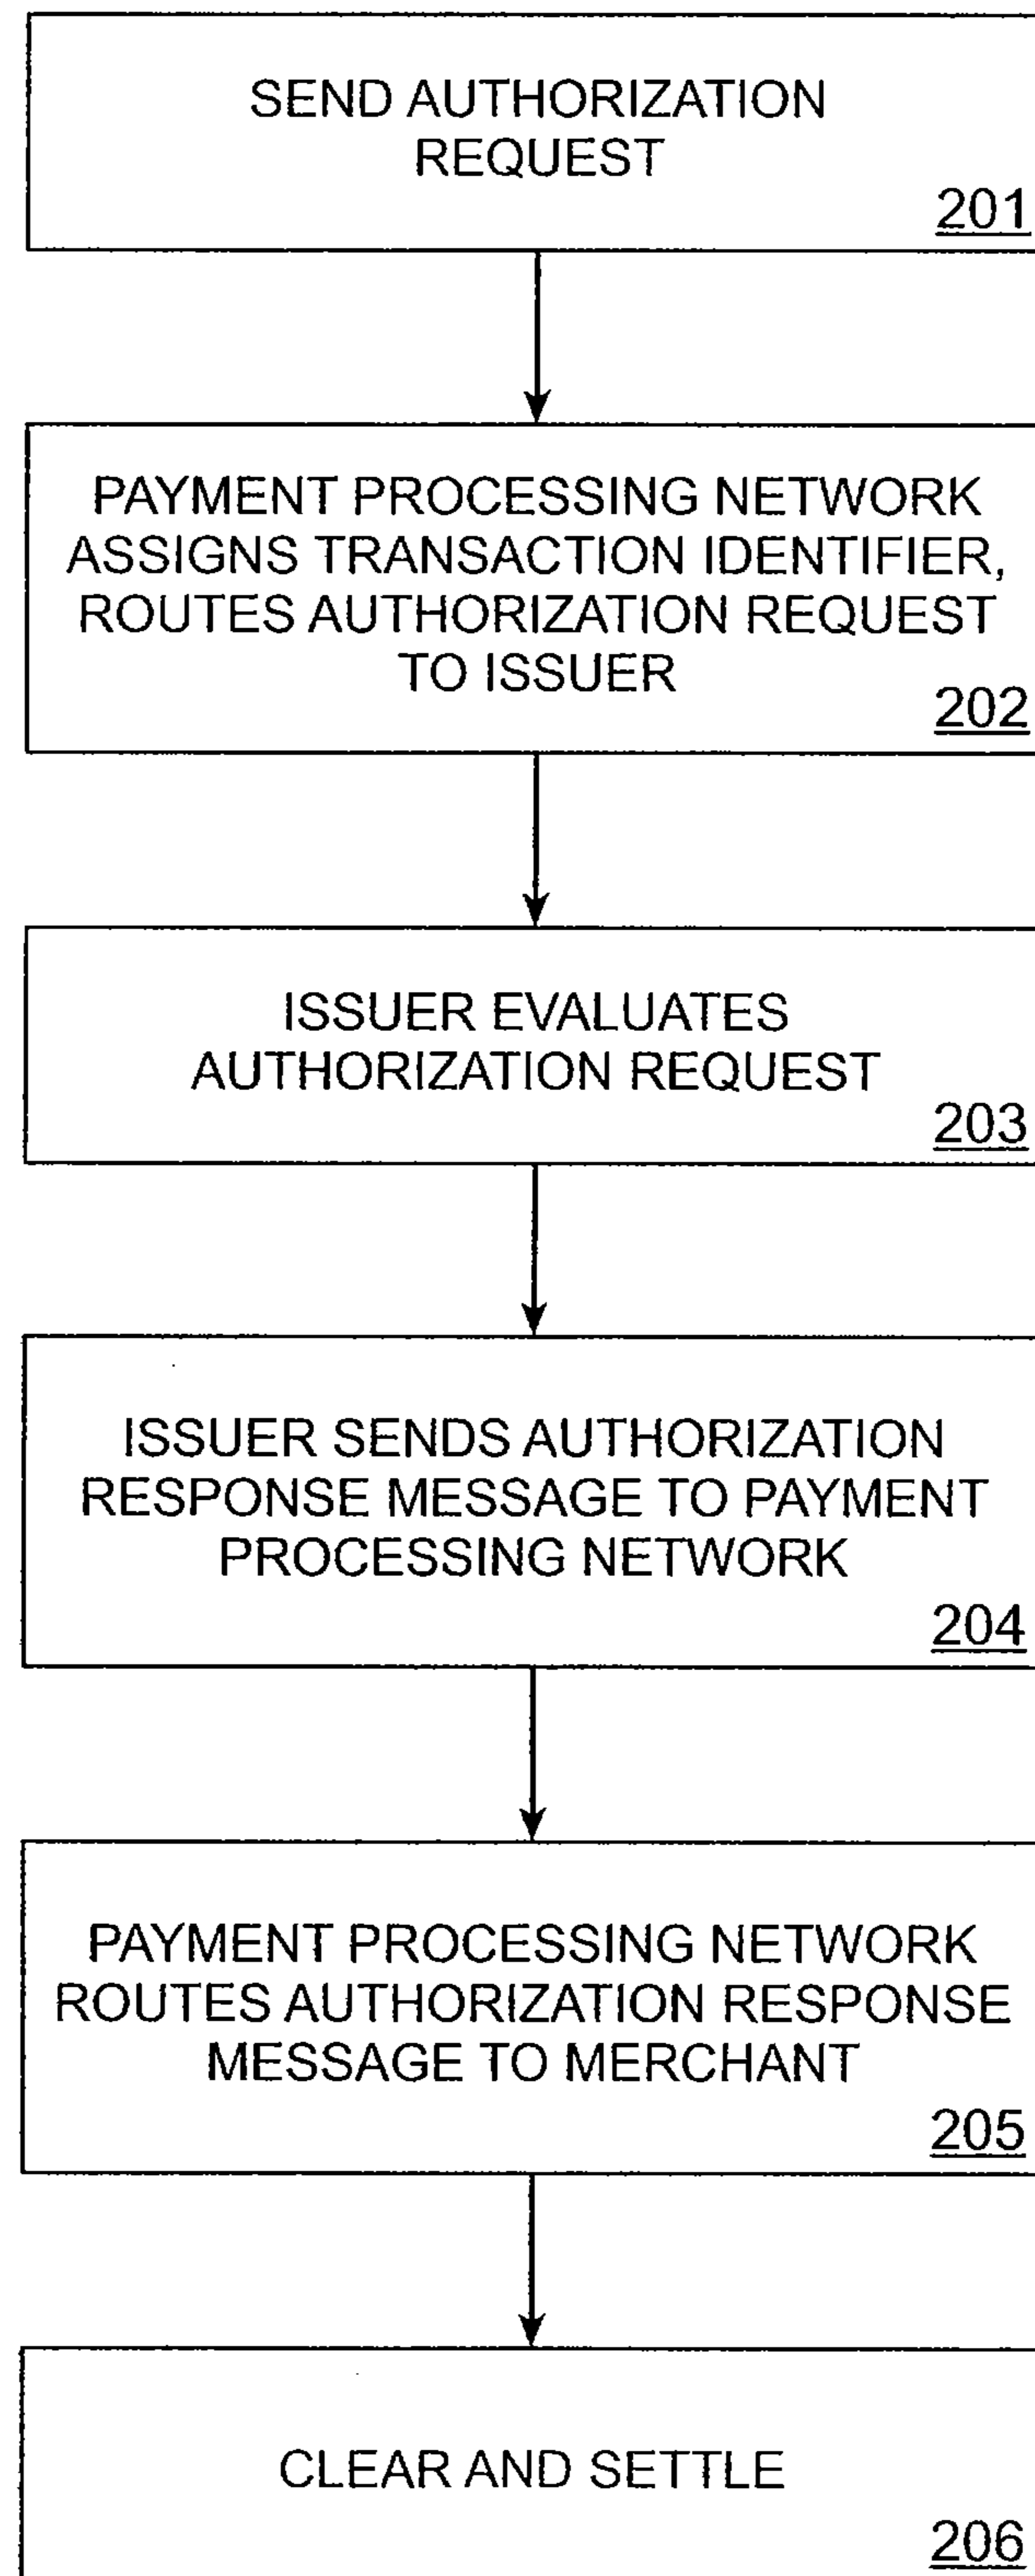 SEND AUTHORIZATION
REQUEST
201
PAYMENT PROCESSING NETWORK
ASSIGNS TRANSACTION IDENTIFIER,
ROUTES AUTHORIZATION REQUEST
TO ISSUER
202
ISSUER EVALUATES
AUTHORIZATION REQUEST
203
ISSUER SENDS AUTHORIZATION
RESPONSE MESSAGE TO PAYMENT
PROCESSING NETWORK
204
PAYMENT PROCESSING NETWORK
ROUTES AUTHORIZATION RESPONSE
MESSAGE TO MERCHANT
205
CLEAR AND SETTLE
206